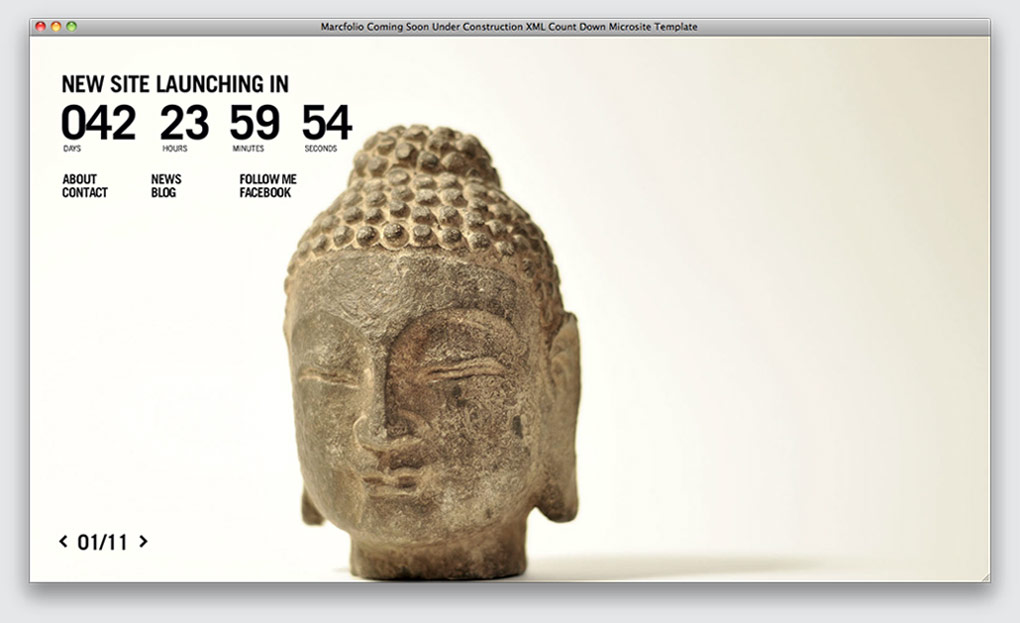 Marcfolio Coming Soon Under Construction XML Count Down Microsite Template
NEW SITE LAUNCHING IN
042 23 59 54
DAYS HOURS MINUTES SECONDS
ABOUT NEWS FOLLOW ME
CONTACT BLOG FACEBOOK
< 01/11 >